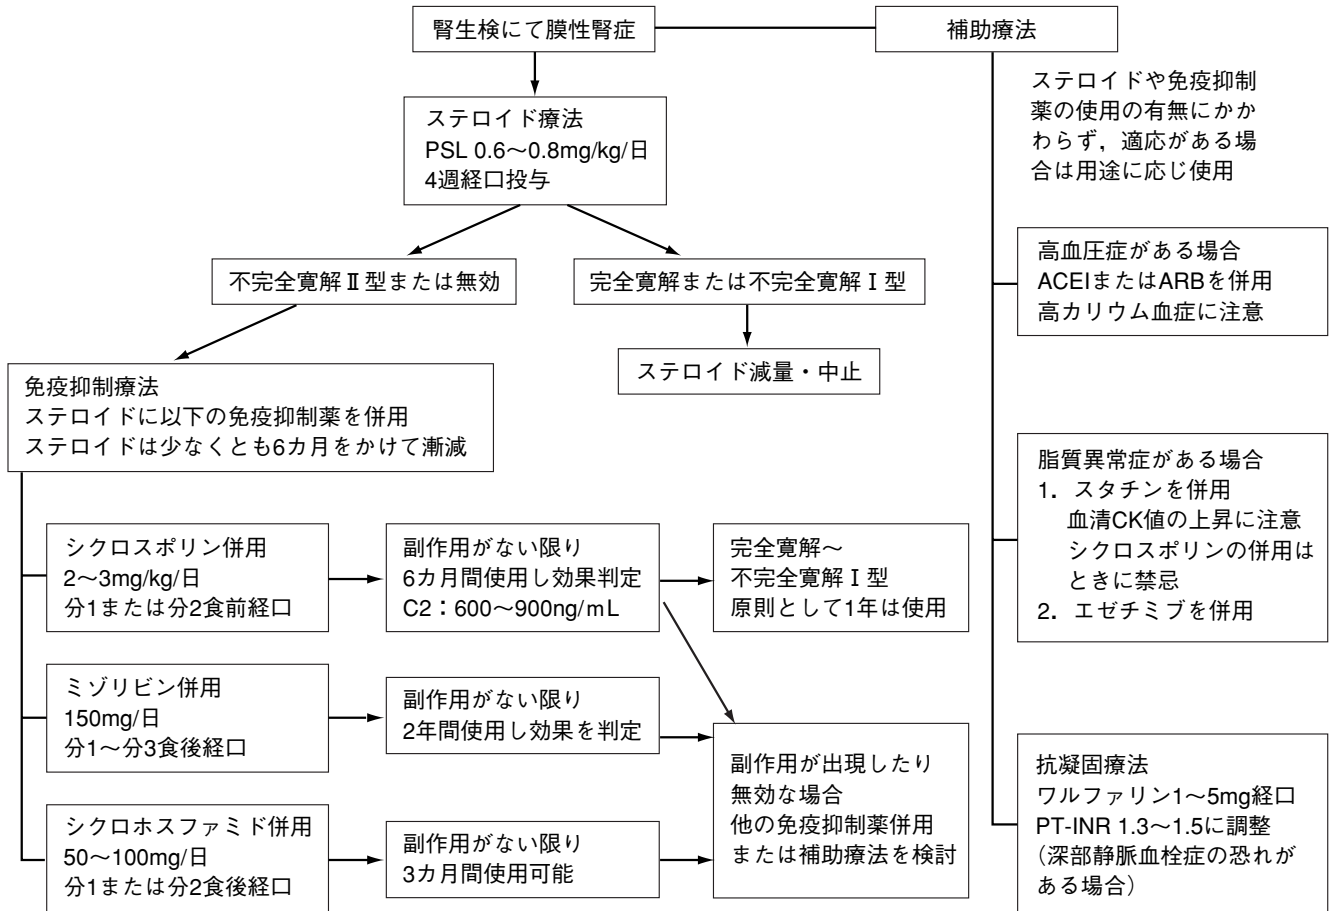 腎生検にて膜性腎症
補助療法
ステロイドや免疫抑制
薬の使用の有無にかか
わらず，適応がある場
合は用途に応じ使用
ステロイド療法
PSL 0.6〜0.8mg/kg/日
4週経口投与
不完全寛解Ⅱ型または無効
完全寛解または不完全寛解Ⅰ型
高血圧症がある場合
ACEIまたはARBを併用
高カリウム血症に注意
ステロイド減量・中止
免疫抑制療法
ステロイドに以下の免疫抑制薬を併用
ステロイドは少なくとも6カ月をかけて漸減
脂質異常症がある場合
1．スタチンを併用
血清CK値の上昇に注意
シクロスポリンの併用は
ときに禁忌
2．エゼチミブを併用
シクロスポリン併用
2〜3mg/kg/日
分1または分2食前経口
副作用がない限り
6カ月間使用し効果判定
C2：600〜900ng/mL
完全寛解〜
不完全寛解Ⅰ型
原則として1年は使用
ミゾリビン併用
150mg/日
分1〜分3食後経口
副作用がない限り
2年間使用し効果を判定
副作用が出現したり
無効な場合
他の免疫抑制薬併用
または補助療法を検討
抗凝固療法
ワルファリン1〜5mg経口
PT-INR 1.3〜1.5に調整
（深部静脈血栓症の恐れが
ある場合）
シクロホスファミド併用
50〜100mg/日
分1または分2食後経口
副作用がない限り
3カ月間使用可能